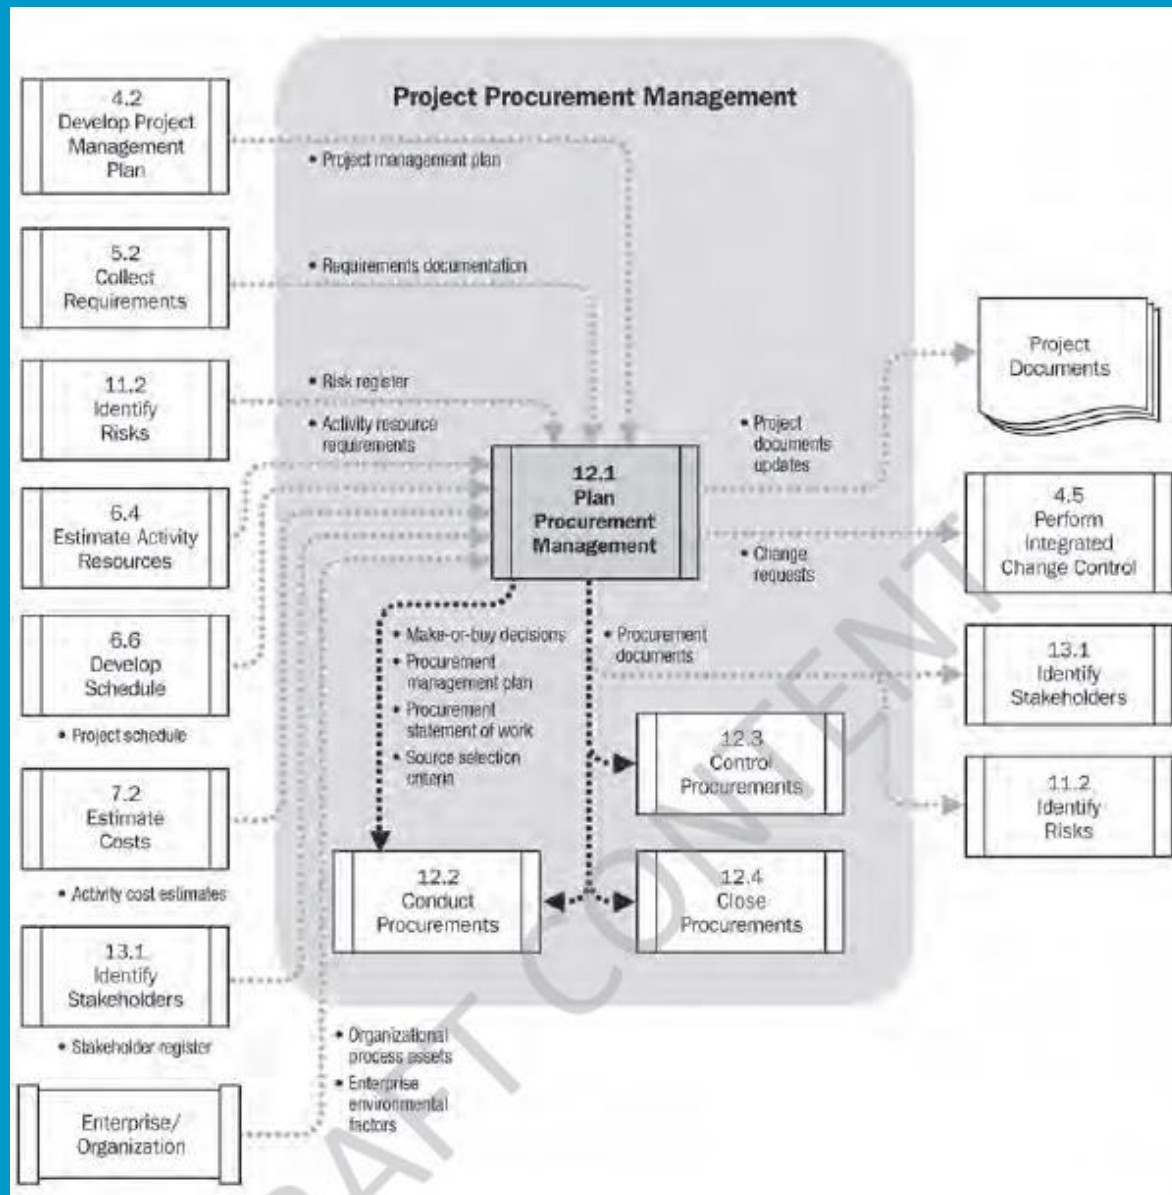 Project Procurement Management
4.2
Develop Project
Management
Plan
• Project management plan
5.2
Collect
Requirements
• Requirements documentation
11.2
Identify
Risks
• Risk register
• Activity resource
requirements
6.4
Estimate Activity
Resources
6.6
Develop
Schedule
• Project schedule
7.2
Estimate
Costs
• Activity cost estimates
13.1
Identify
Stakeholders
• Stakeholder register
Enterprise/
Organization
• Organizational
process assets
• Enterprise
environmental
factors
12.1
Plan
Procurement
Management
• Make-or-buy decisions
• Procurement
management plan
• Procurement
statement of work
• Source selection
criteria
• Procurement
documents
12.2
Conduct
Procurements
12.3
Control
Procurements
12.4
Close
Procurements
• Project
documents
updates
• Change
requests
Project
Documents
4.5
Perform
Integrated
Change Control
13.1
Identify
Stakeholders
11.2
Identify
Risks
RAFT CONTENT